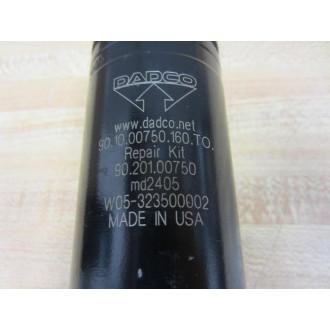 DADCO
www.dadco.net
90.10.00750.160.TO.
Repair Kit
90.201.00750
md2405
W05-323500002
MADE IN USA